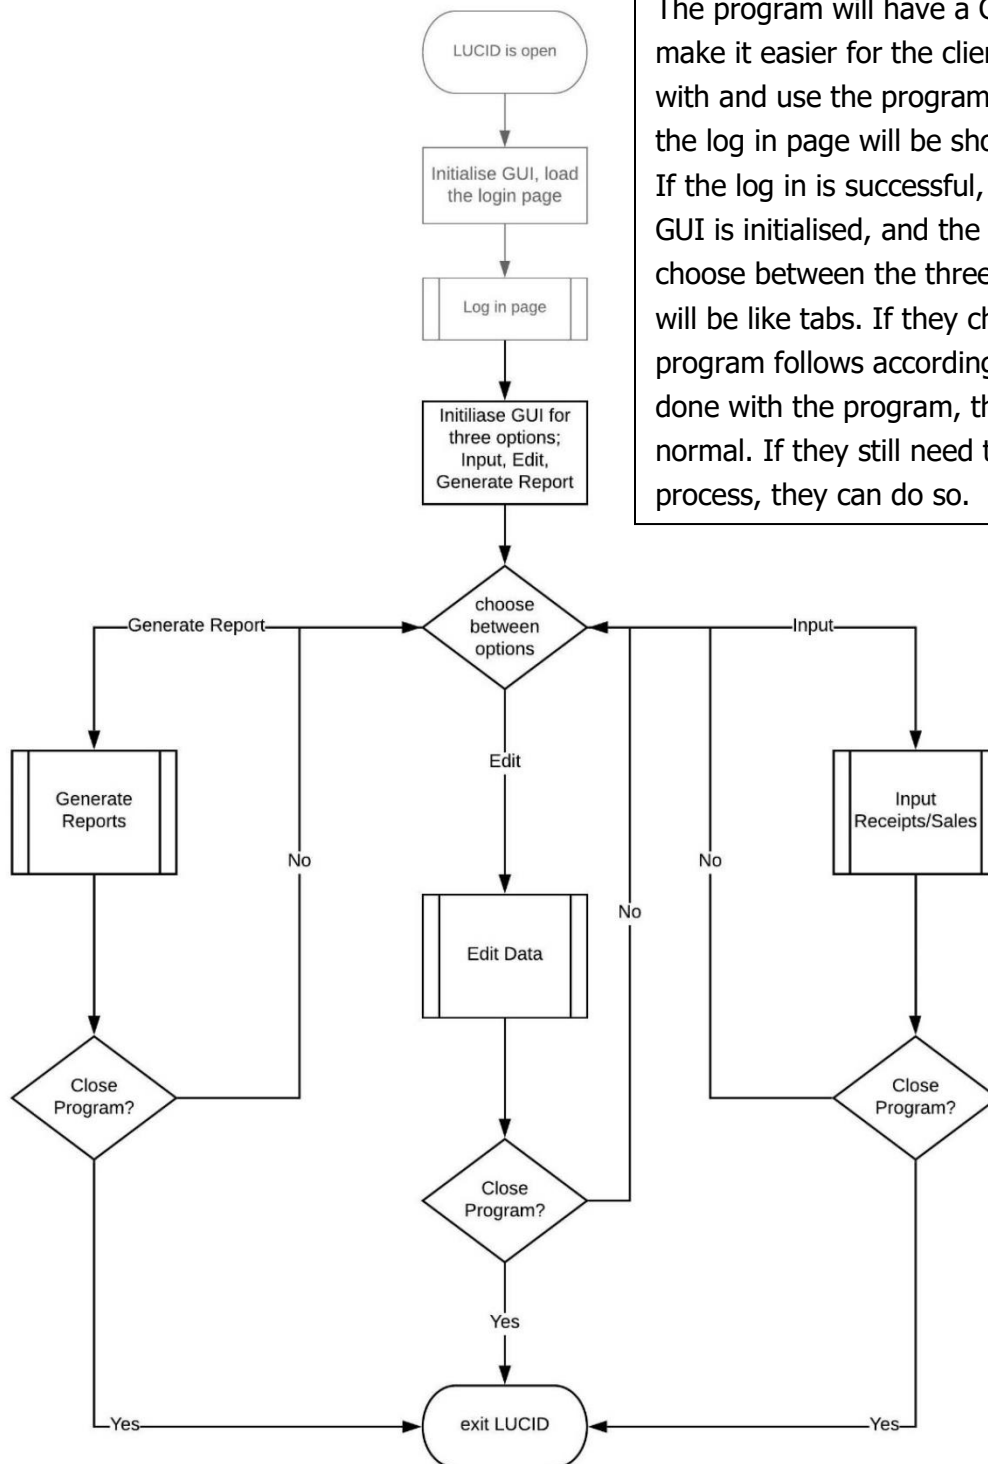 The program will have a
make it easier for the
with and use the program
the log in page will be
If the log in is successful,
GUI is initialised, and the
choose between the three
will be like tabs. If they
program follows
done with the program,
normal. If they still need
process, they can do so.
LUCID is open
Initialise GUI, load
the login page
Log in page
Initiliase GUI for
three options;
Input, Edit,
Generate Report
choose
between
options
Generate Report
Input
Edit
Generate
Reports
Input
Receipts/Sales
No
No
No
Edit Data
Close
Program?
Close
Program?
Close
Program?
Yes
Yes
exit LUCID
Yes